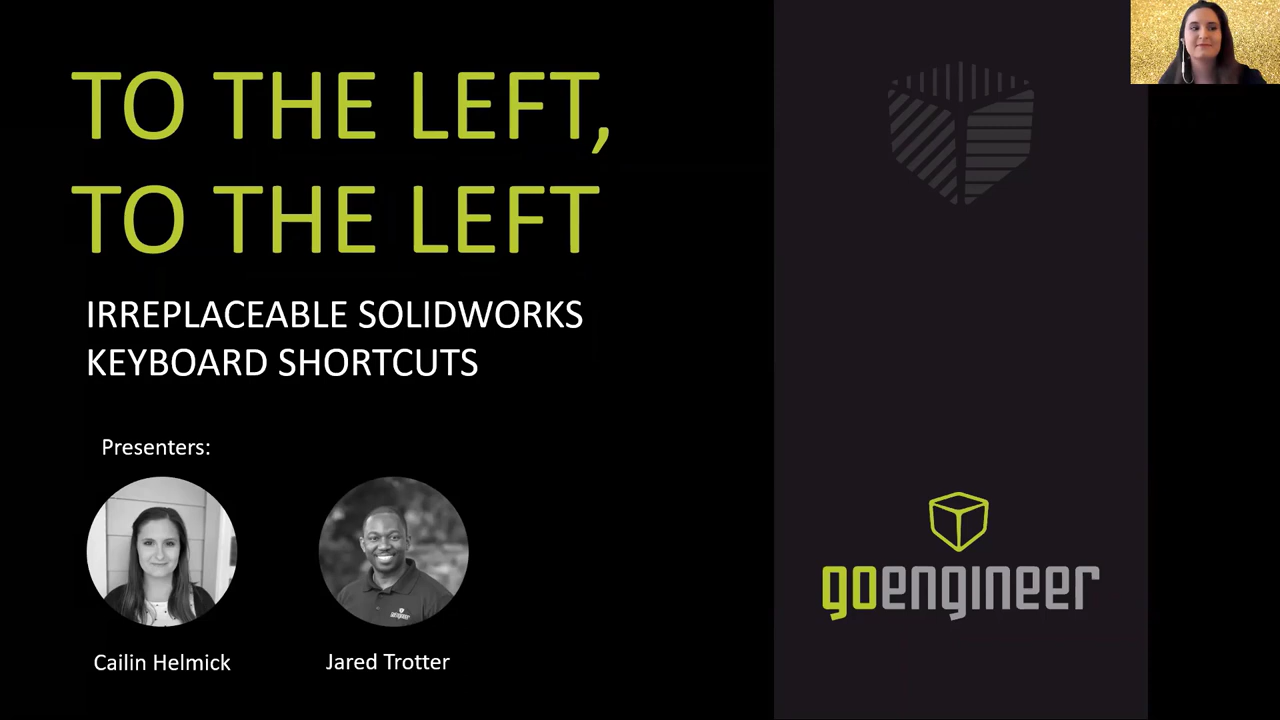 TO THE LEFT,
TO THE LEFT
IRREPLACEABLE SOLIDWORKS
KEYBOARD SHORTCUTS
Presenters:
Cailin Helmick
Jared Trotter
goengineer